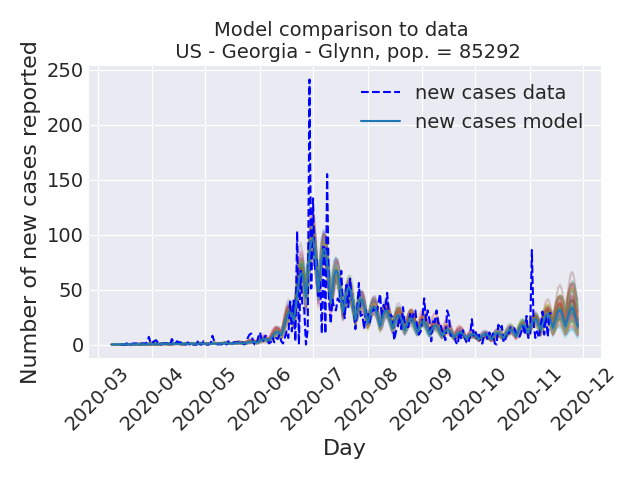 Model comparison to data
US - Georgia - Glynn, pop. = 85292
Number of new cases reported
250
200
150
100
50
0
new cases data
new cases model
2020-03
2020-04
2020-05
2020-06
2020-07
2020-08
2020-09
2020-10
2020-11
2020-12
Day